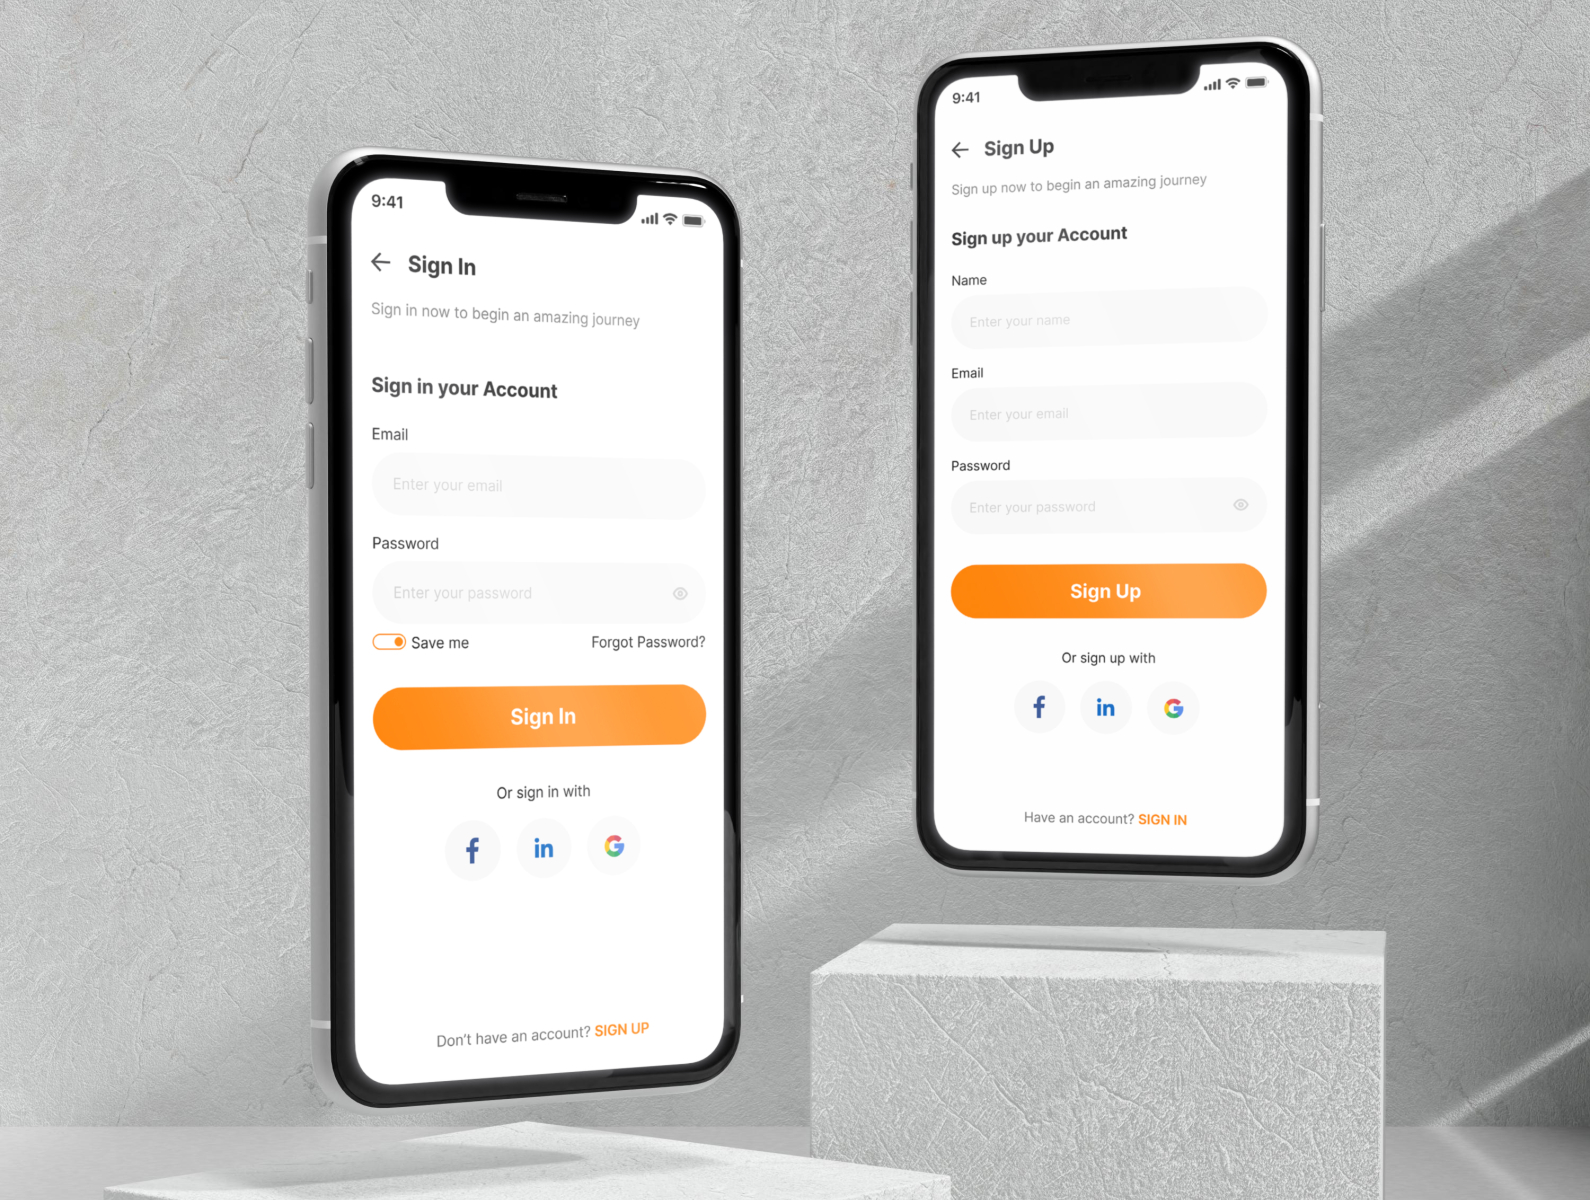 9:41
Sign In
Sign in now to begin an amazing journey
Sign in your Account
Email
Enter your email
Password
Enter your password
Save me
Forgot Password?
Sign In
Or sign in with
f
in
G
Don't have an account? SIGN UP
9:41
Sign Up
Sign up now to begin an amazing journey
Sign up your Account
Name
Enter your name
Email
Enter your email
Password
Enter your password
Sign Up
Or sign up with
f
in
G
Have an account? SIGN IN